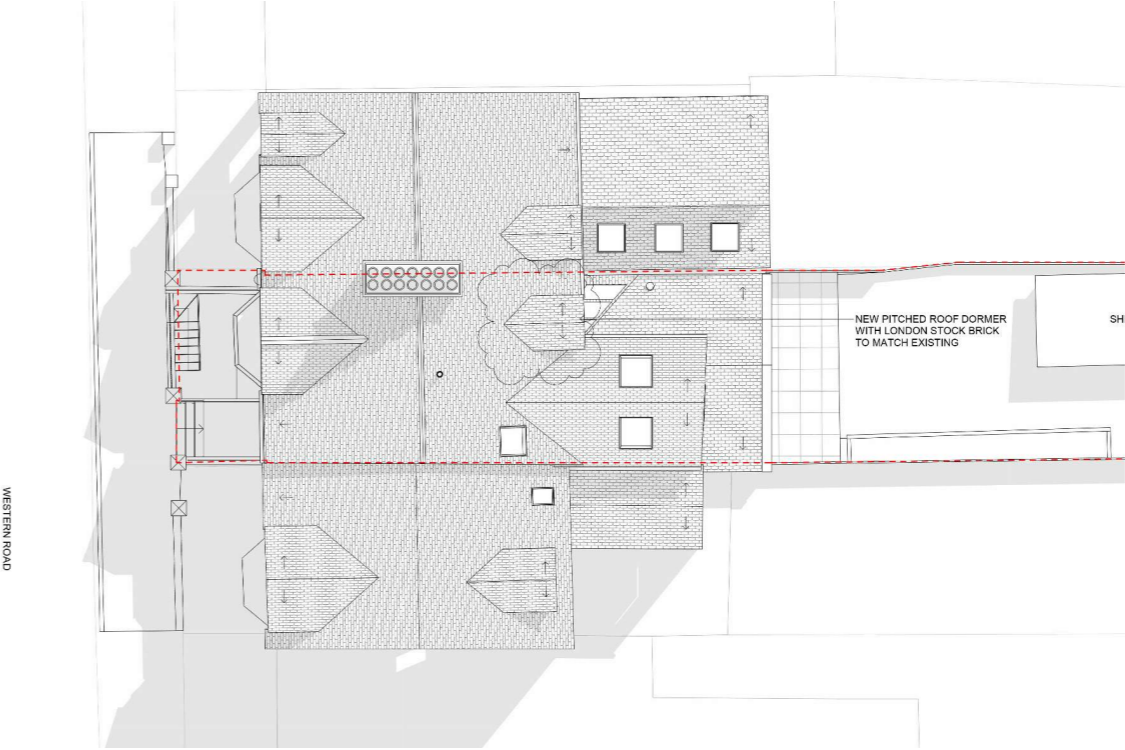 WESTERN ROAD
NEW PITCHED ROOF DORMER
WITH LONDON STOCK BRICK
TO MATCH EXISTING
SH